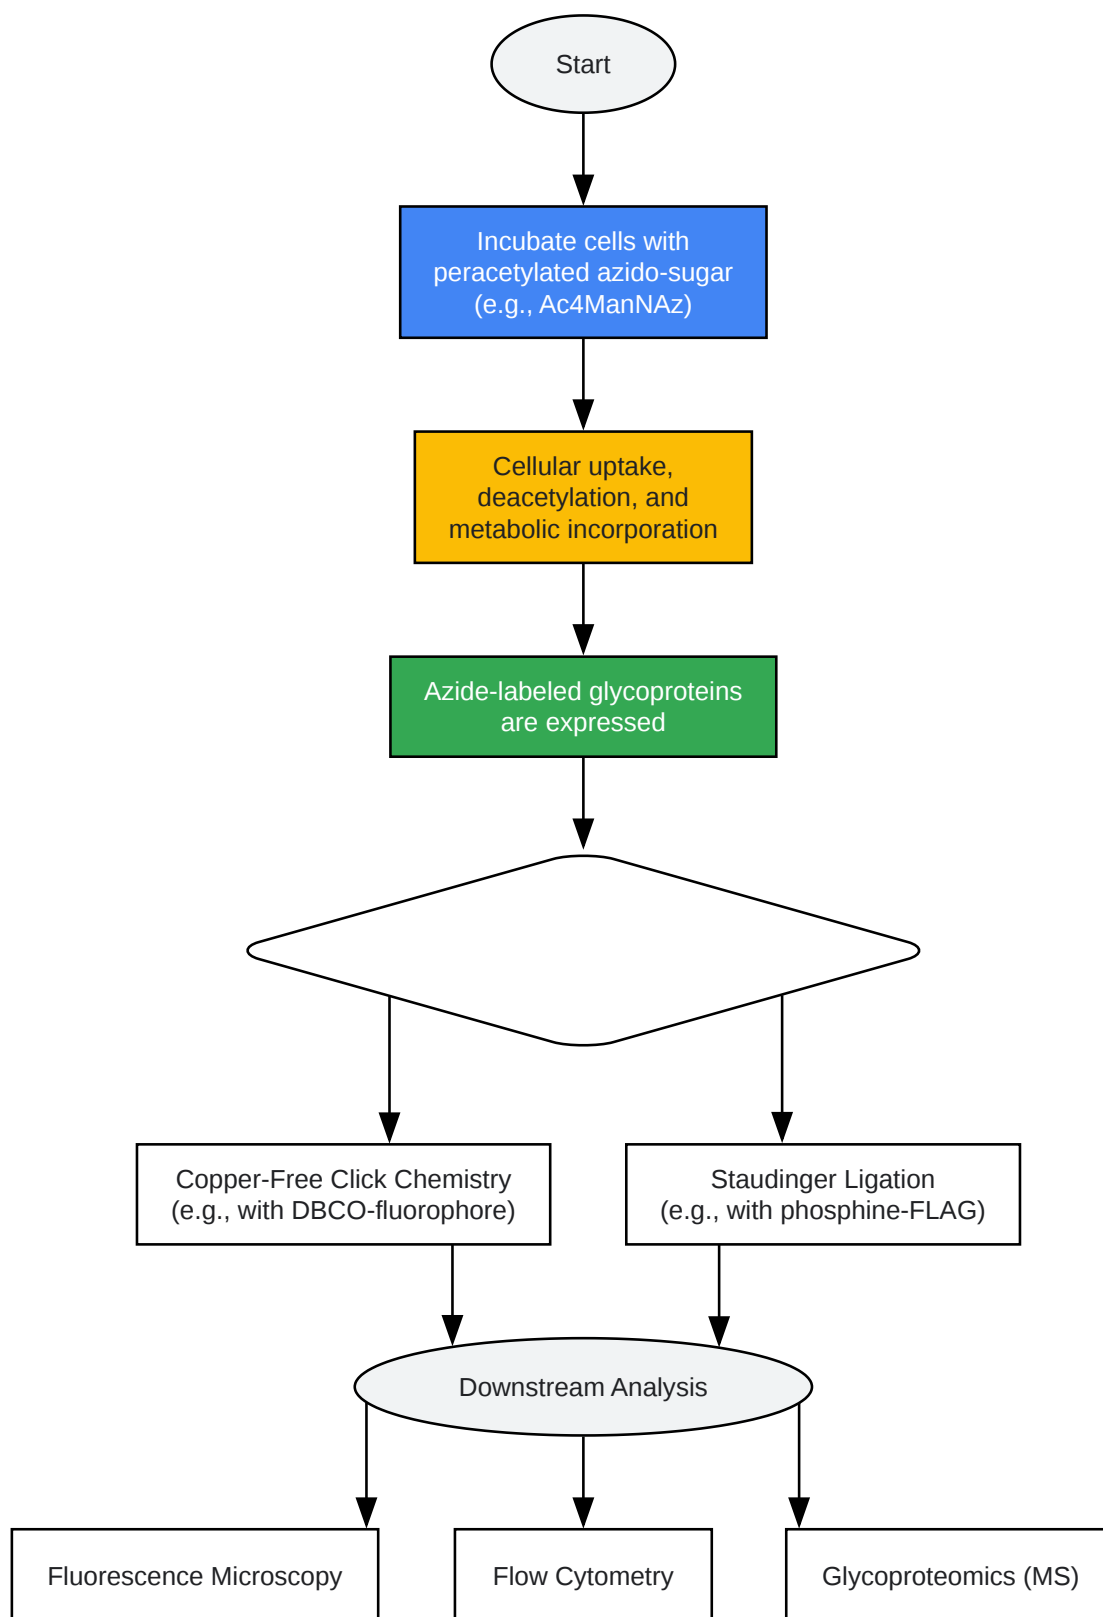 Start
Incubate cells with
peracetylated azido-sugar
(e.g., Ac4ManNAz)
Cellular uptake,
deacetylation, and
metabolic incorporation
Azide-labeled glycoproteins
are expressed
Copper-Free Click Chemistry
(e.g., with DBCO-fluorophore)
Staudinger Ligation
(e.g., with phosphine-FLAG)
Downstream Analysis
Fluorescence Microscopy
Flow Cytometry
Glycoproteomics (MS)